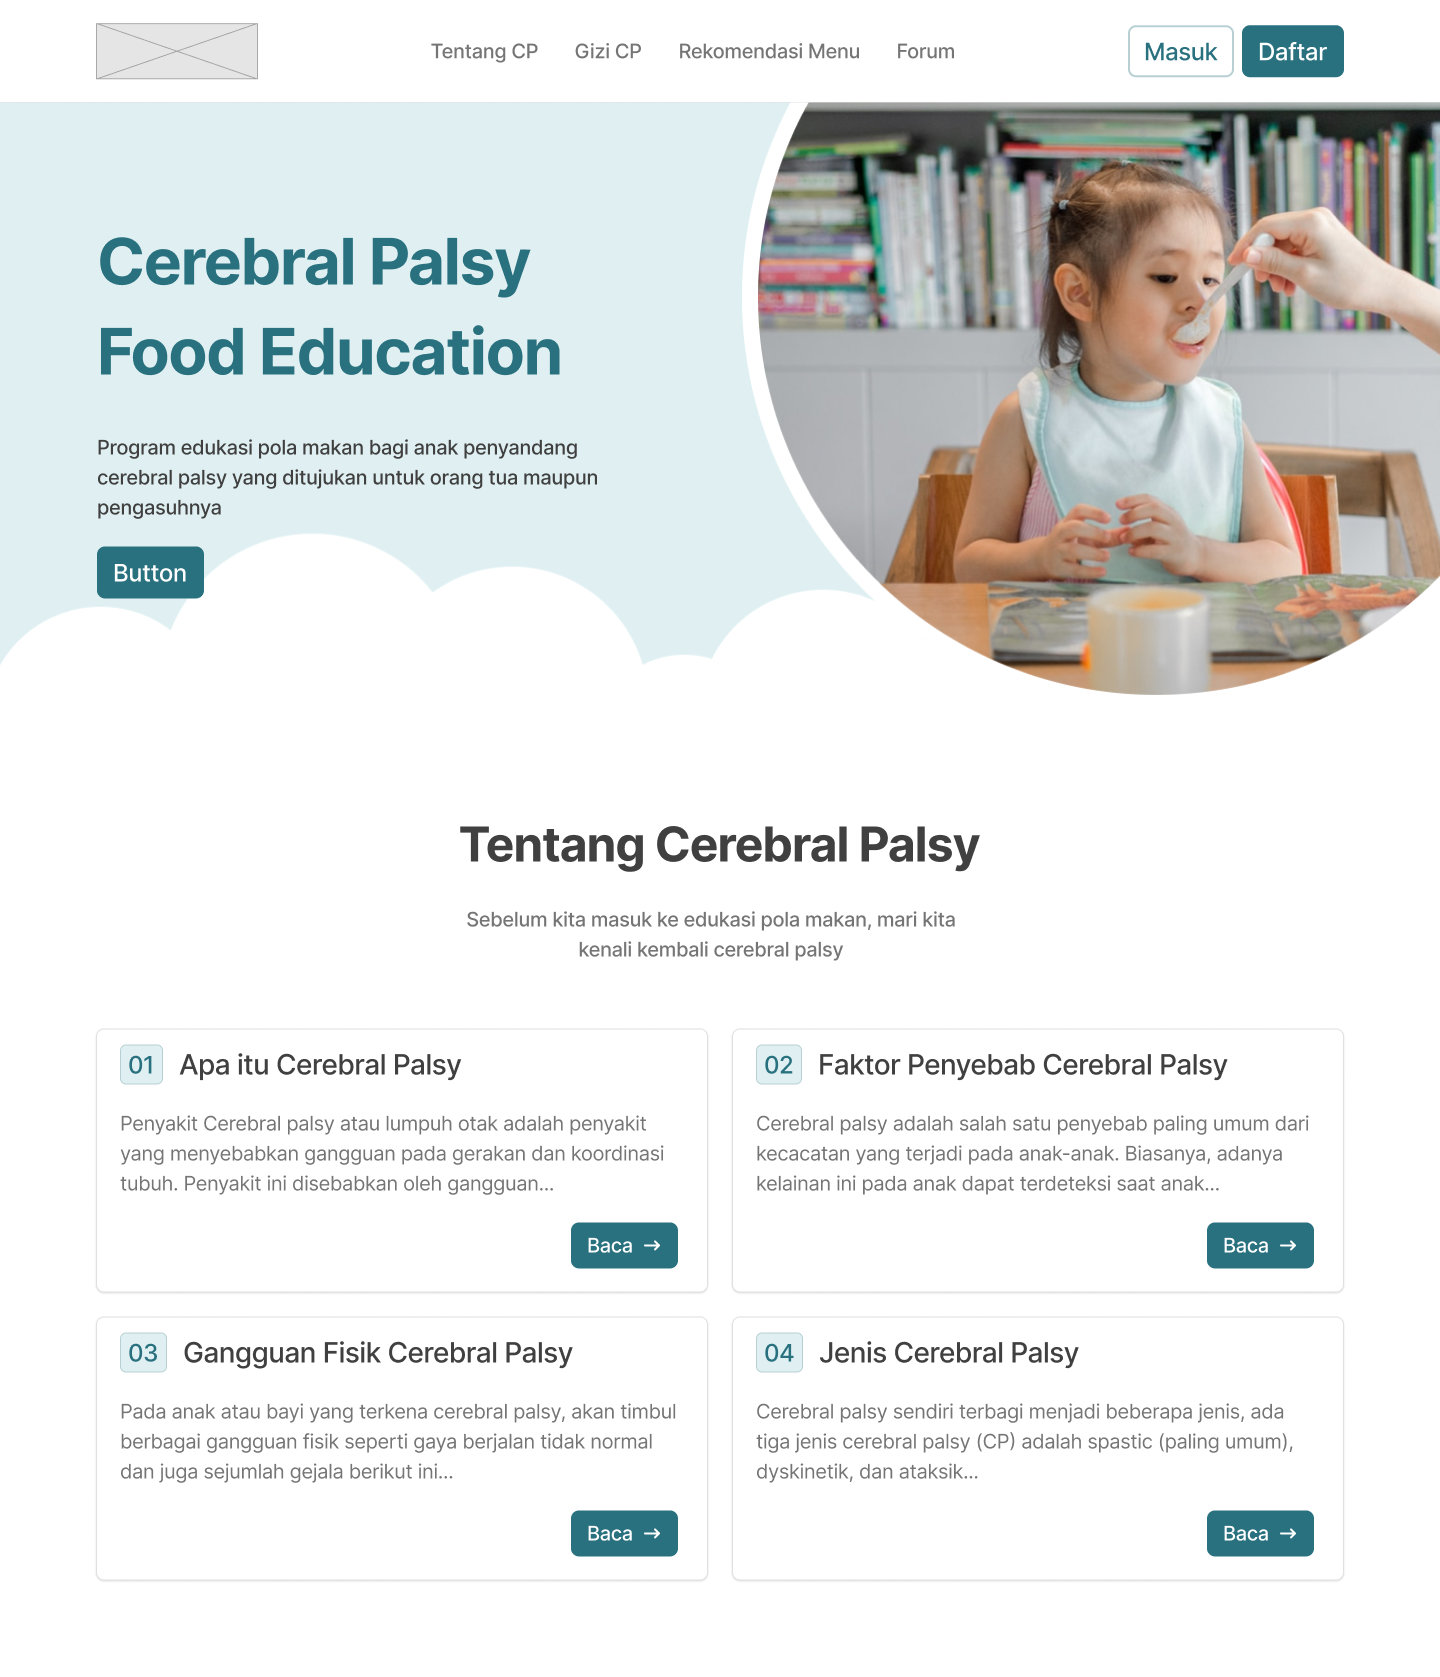 Tentang CP
Gizi CP
Rekomendasi Menu
Forum
Masuk
Daftar
Cerebral Palsy
Food Education
Program edukasi pola makan bagi anak penyandang
cerebral palsy yang ditujukan untuk orang tua maupun
pengasuhnya
Button
Tentang Cerebral Palsy
Sebelum kita masuk ke edukasi pola makan, mari kita
kenali kembali cerebral palsy
01 Apa itu Cerebral Palsy
Penyakit Cerebral palsy atau lumpuh otak adalah penyakit
yang menyebabkan gangguan pada gerakan dan koordinasi
tubuh. Penyakit ini disebabkan oleh gangguan...
Baca →
02 Faktor Penyebab Cerebral Palsy
Cerebral palsy adalah salah satu penyebab paling umum dari
kecacatan yang terjadi pada anak-anak. Biasanya, adanya
kelainan ini pada anak dapat terdeteksi saat anak...
Baca →
03 Gangguan Fisik Cerebral Palsy
Pada anak atau bayi yang terkena cerebral palsy, akan timbul
berbagai gangguan fisik seperti gaya berjalan tidak normal
dan juga sejumlah gejala berikut ini...
Baca →
04 Jenis Cerebral Palsy
Cerebral palsy sendiri terbagi menjadi beberapa jenis, ada
tiga jenis cerebral palsy (CP) adalah spastic (paling umum),
dyskinetik, dan ataksik...
Baca →